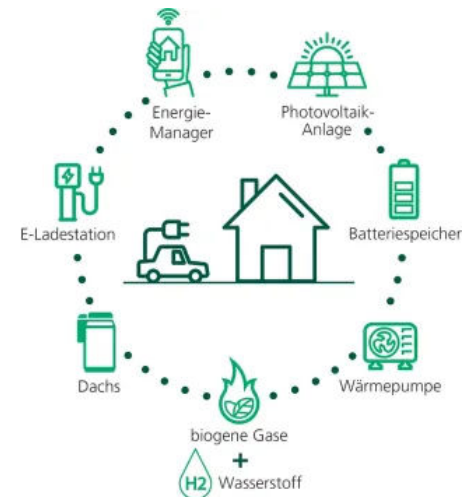 Energie-
Manager
Photovoltaik-
Anlage
E-Ladestation
Batteriespeicher
Dachs
Wärmepumpe
biogene Gase
+
H2 Wasserstoff